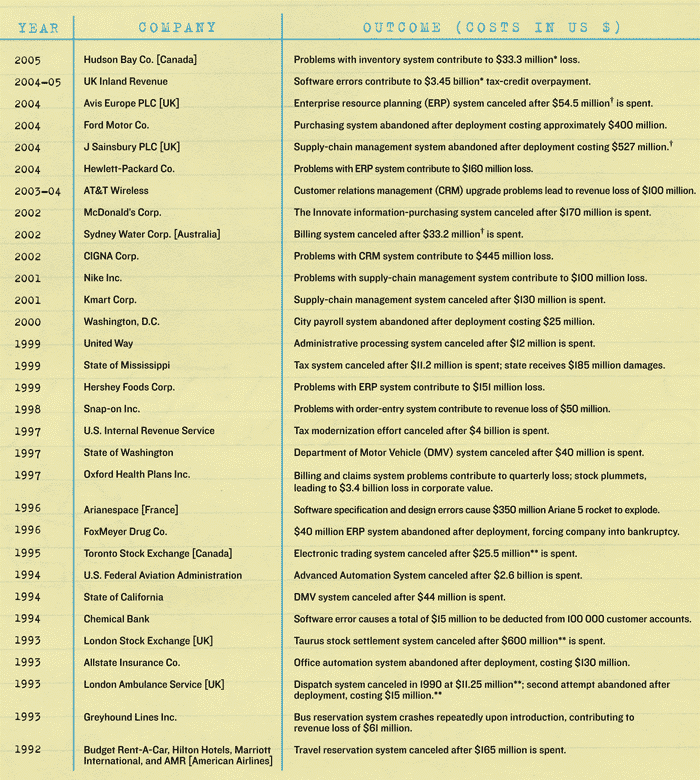 YEAR COMPANY OUTCOME (COSTS IN US $)
2005 Hudson Bay Co. [Canada] Problems with inventory system contribute to $33.3 million* loss.
2004–05 UK Inland Revenue Software errors contribute to $3.45 billion* tax-credit overpayment.
2004 Avis Europe PLC [UK] Enterprise resource planning (ERP) system canceled after $54.5 million† is spent.
2004 Ford Motor Co. Purchasing system abandoned after deployment costing approximately $400 million.
2004 J Sainsbury PLC [UK] Supply-chain management system abandoned after deployment costing $527 million.†
2004 Hewlett-Packard Co. Problems with ERP system contribute to $160 million loss.
2003–04 AT&T Wireless Customer relations management (CRM) upgrade problems lead to revenue loss of $100 million.
2002 McDonald's Corp. The Innovate information-purchasing system canceled after $170 million is spent.
2002 Sydney Water Corp. [Australia] Billing system canceled after $33.2 million† is spent.
2002 CIGNA Corp. Problems with CRM system contribute to $445 million loss.
2001 Nike Inc. Problems with supply-chain management system contribute to $100 million loss.
2001 Kmart Corp. Supply-chain management system canceled after $130 million is spent.
2000 Washington, D.C. City payroll system abandoned after deployment costing $25 million.
1999 United Way Administrative processing system canceled after $12 million is spent.
1999 State of Mississippi Tax system canceled after $11.2 million is spent; state receives $185 million damages.
1999 Hershey Foods Corp. Problems with ERP system contribute to $151 million loss.
1998 Snap-on Inc. Problems with order-entry system contribute to revenue loss of $50 million.
1997 U.S. Internal Revenue Service Tax modernization effort canceled after $4 billion is spent.
1997 State of Washington Department of Motor Vehicle (DMV) system canceled after $40 million is spent.
1997 Oxford Health Plans Inc. Billing and claims system problems contribute to quarterly loss; stock plummets,
leading to $3.4 billion loss in corporate value.
1996 Arianespace [France] Software specification and design errors cause $350 million Ariane 5 rocket to explode.
1996 FoxMeyer Drug Co. $40 million ERP system abandoned after deployment, forcing company into bankruptcy.
1995 Toronto Stock Exchange [Canada] Electronic trading system canceled after $25.5 million** is spent.
1994 U.S. Federal Aviation Administration Advanced Automation System canceled after $2.6 billion is spent.
1994 State of California DMV system canceled after $44 million is spent.
1994 Chemical Bank Software error causes a total of $15 million to be deducted from 100 000 customer accounts.
1993 London Stock Exchange [UK] Taurus stock settlement system canceled after $600 million** is spent.
1993 Allstate Insurance Co. Office automation system abandoned after deployment, costing $130 million.
1993 London Ambulance Service [UK] Dispatch system canceled in 1990 at $11.25 million**; second attempt abandoned after
deployment, costing $15 million.**
1993 Greyhound Lines Inc. Bus reservation system crashes repeatedly upon introduction, contributing to
revenue loss of $61 million.
1992 Budget Rent-A-Car, Hilton Hotels, Marriott Travel reservation system canceled after $165 million is spent.
International, and AMR [American Airlines]